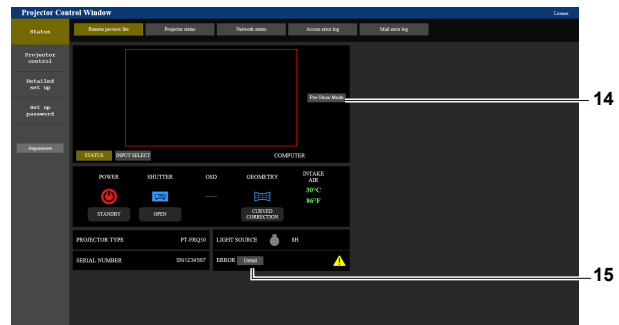 Projector Control Window
License
Status
Remote preview lite
Projector status
Network status
Access error log
Mail error log
Projector
control
Detailed
set up
Set up
password
Japanese
Pre-Show Mode
14
STATUS
INPUT SELECT
COMPUTER
POWER
SHUTTER
OSD
GEOMETRY
INTAKE
AIR
30°C
86°F
STANDBY
OPEN
CURVED
CORRECTION
PROJECTOR TYPE
PT-FRQ50
LIGHT SOURCE
8H
SERIAL NUMBER
SN1234567
ERROR
Detail
15